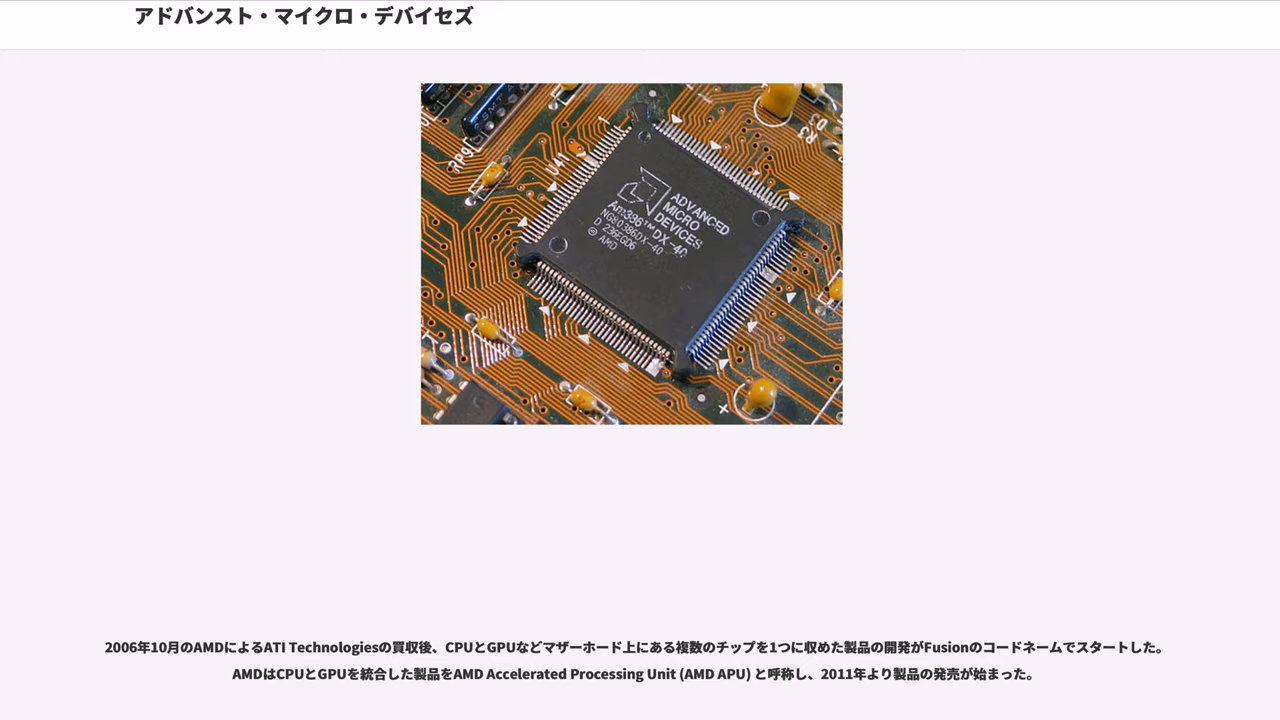 アドバンスト・マイクロ・デバイセズ
RP9
U41
R3
ADVANCED
MICRO
DEVICES
Am386™DX-40
NG80386DX-40
D 236EGD6
© AMD
2006年10月のAMDによるATI Technologiesの買収後、CPUとGPUなどマザーボード上にある複数のチップを1つに収めた製品の開発がFusionのコードネームでスタートした。
AMDはCPUとGPUを統合した製品をAMD Accelerated Processing Unit (AMD APU) と呼称し、2011年より製品の発売が始まった。